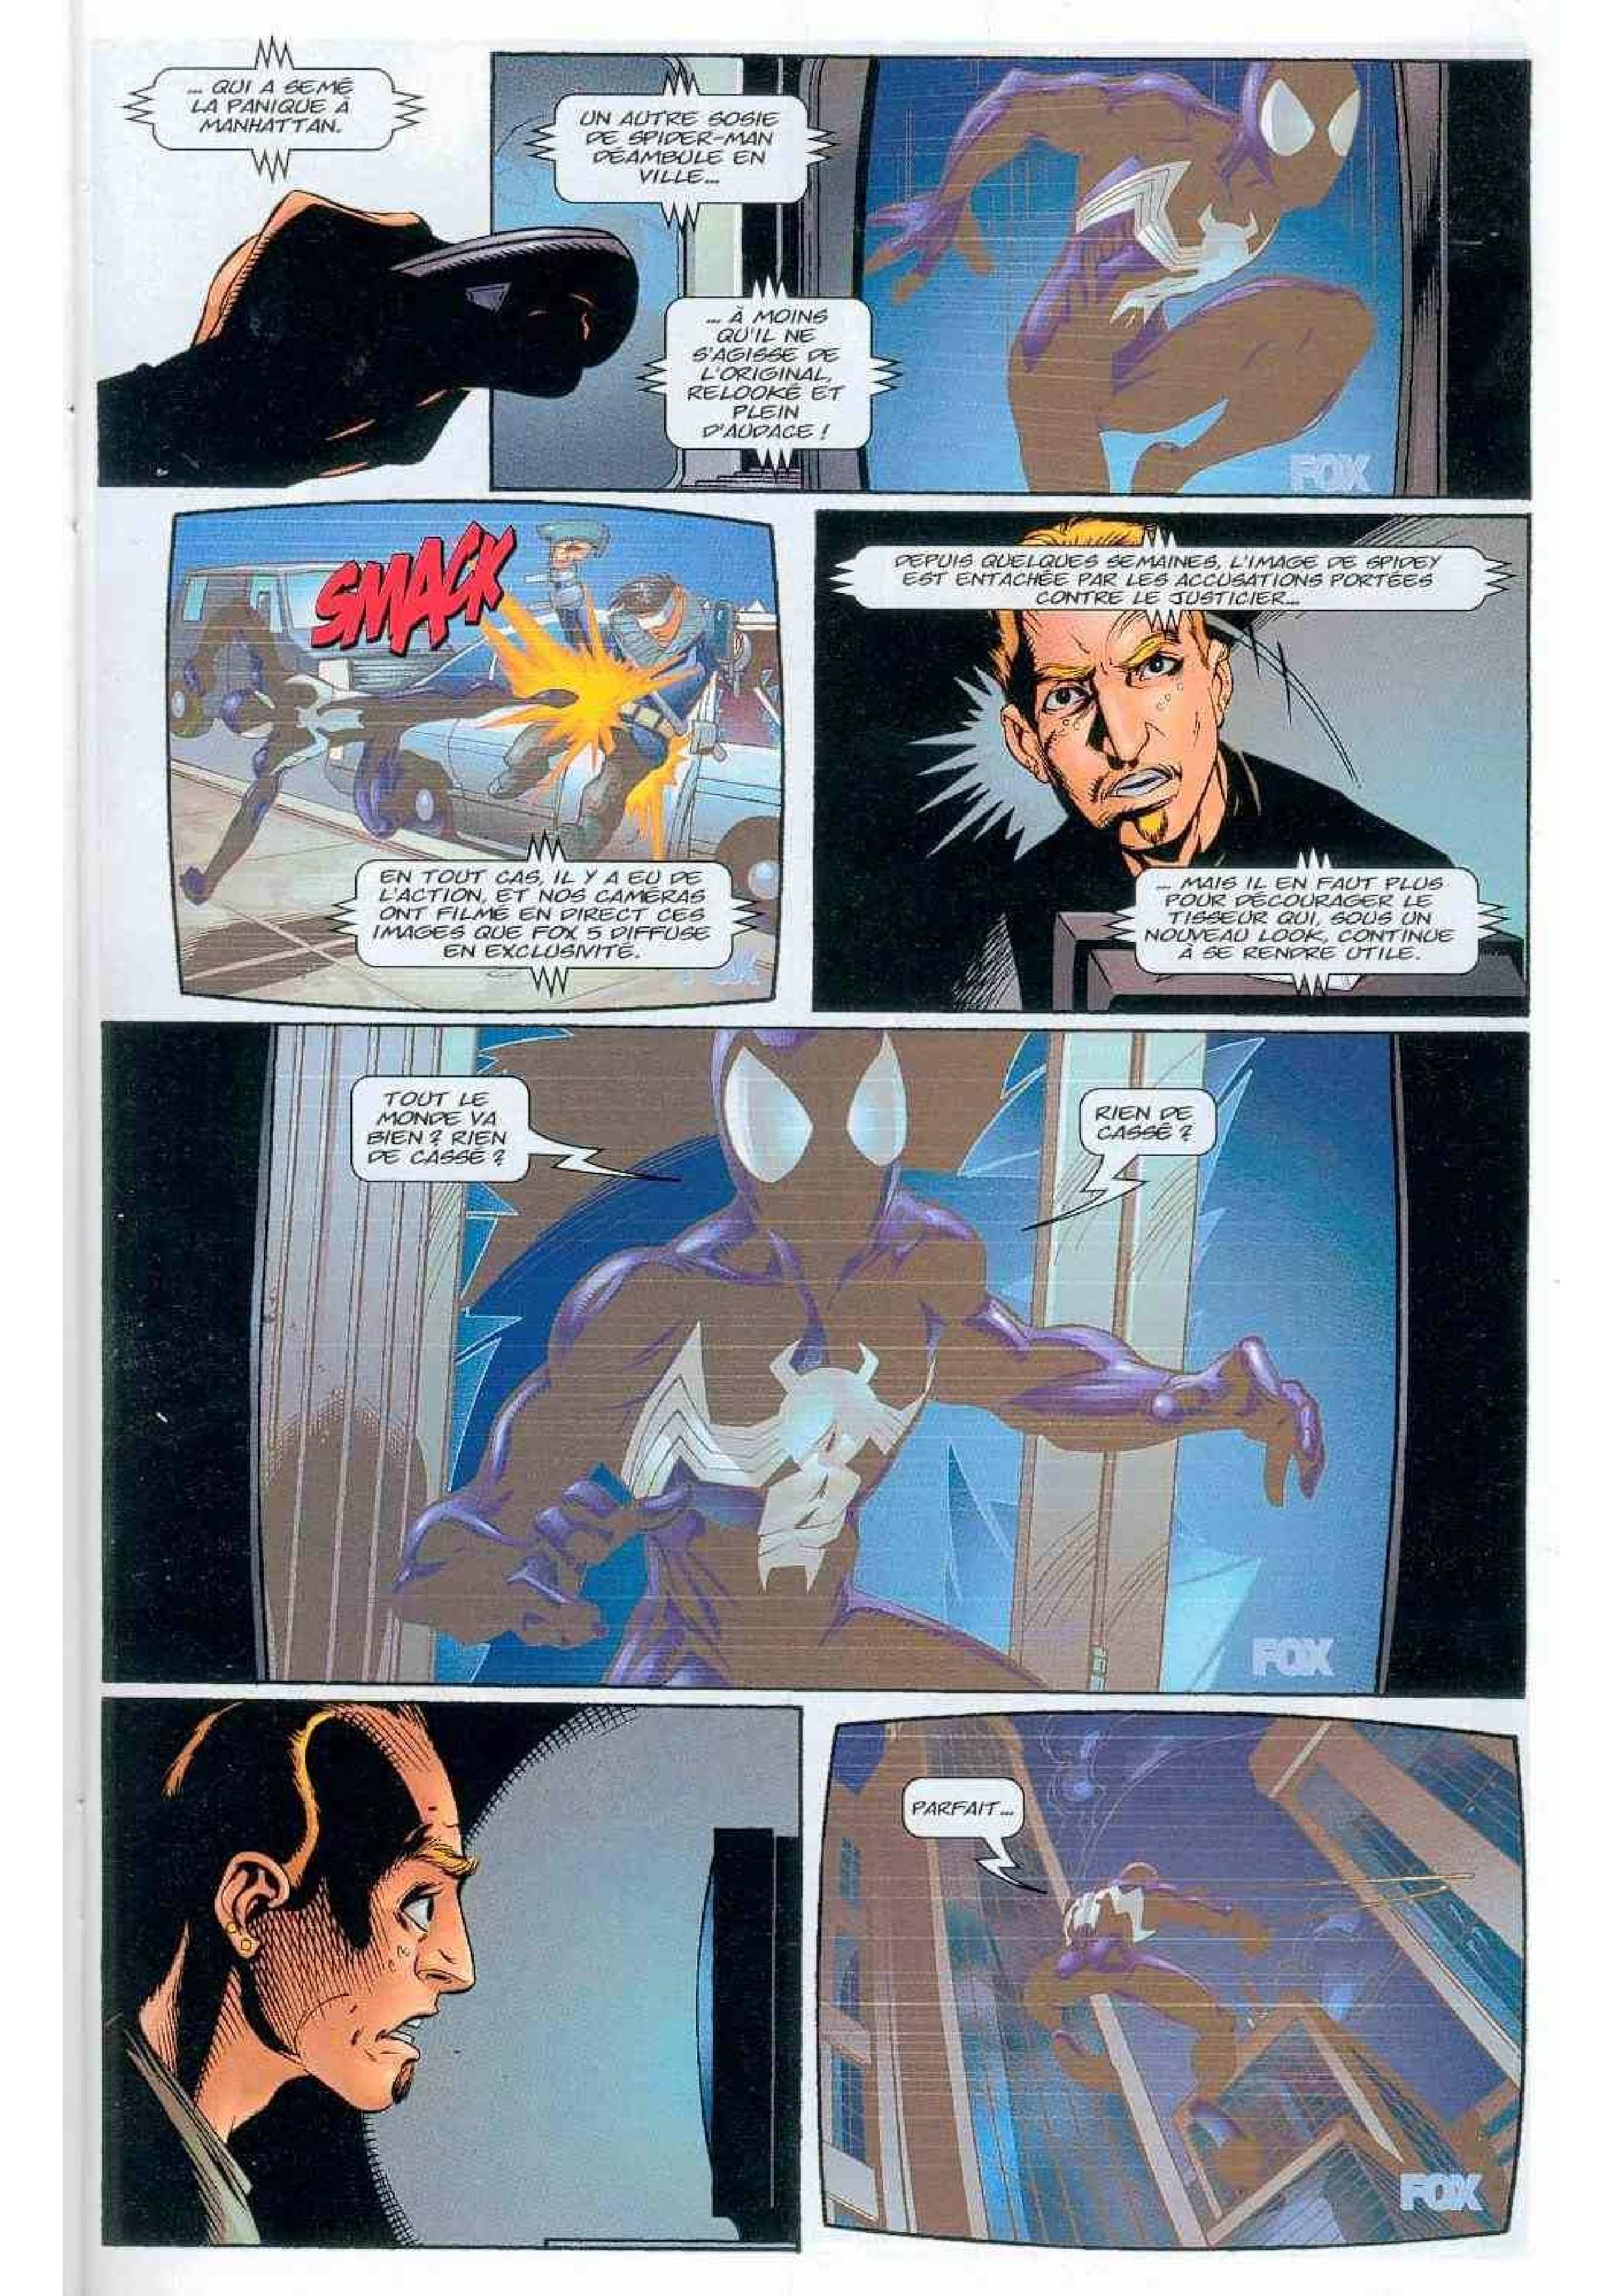 ... QUI A SEMÉ
LA PANIQUE À
MANHATTAN.
UN AUTRE SOSIE
DE SPIDER-MAN
DÉAMBULE EN
VILLE...
... À MOINS
QU'IL NE
S'AGISSE DE
L'ORIGINAL,
RELOOKÉ ET
PLEIN
D'AUDACE !
FOX
SMACK
EN TOUT CAS, IL Y A EU DE
L'ACTION, ET NOS CAMÉRAS
ONT FILMÉ EN DIRECT CES
IMAGES QUE FOX 5 DIFFUSE
EN EXCLUSIVITÉ.
FOX
DEPUIS QUELQUES SEMAINES, L'IMAGE DE SPIDEY
EST ENTACHÉE PAR LES ACCUSATIONS PORTÉES
CONTRE LE JUSTICIER...
... MAIS IL EN FAUT PLUS
POUR DÉCOURAGER LE
TISSEUR QUI, SOUS UN
NOUVEAU LOOK, CONTINUE
À SE RENDRE UTILE.
TOUT LE
MONDE VA
BIEN ? RIEN
DE CASSÉ ?
RIEN DE
CASSÉ ?
FOX
PARFAIT...
FOX